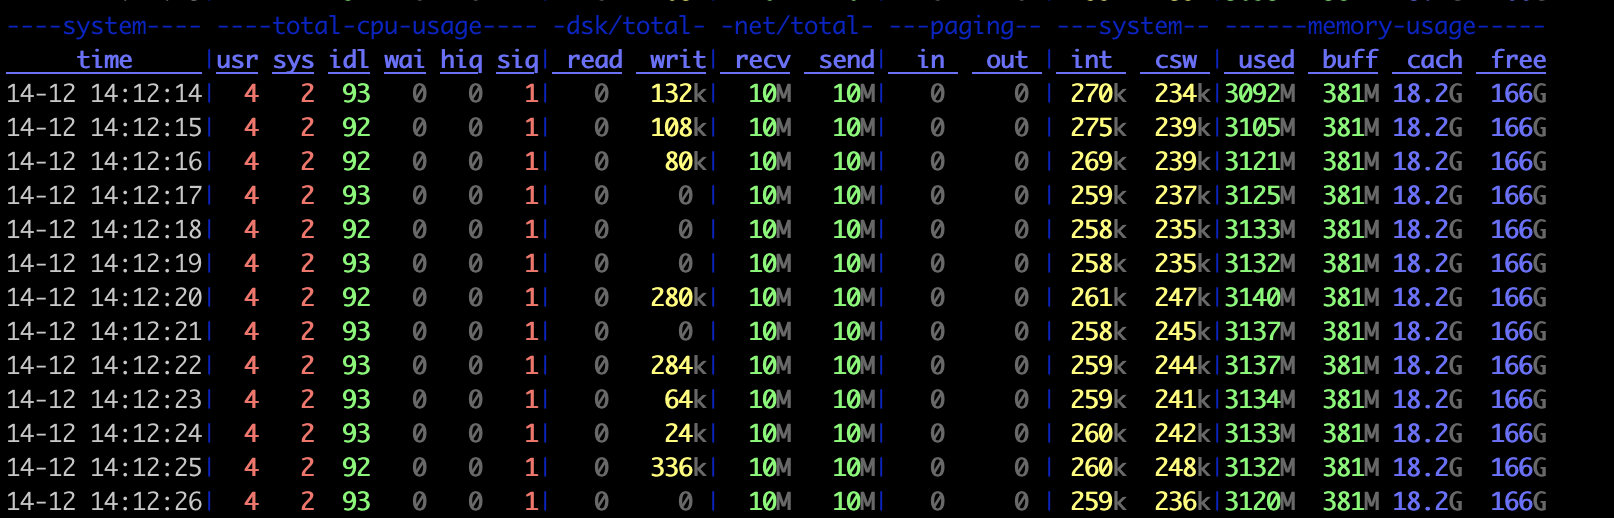 ----system---- ----total-cpu-usage---- -dsk/total- -net/total- ---paging-- ---system-- ------memory-usage-----
     time     |usr sys idl wai hiq siq| read  writ| recv  send|  in   out | int   csw | used  buff  cach  free
14-12 14:12:14|  4   2  93   0   0   1|   0   132k|  10M   10M|   0     0 | 270k  234k|3092M  381M 18.2G  166G
14-12 14:12:15|  4   2  92   0   0   1|   0   108k|  10M   10M|   0     0 | 275k  239k|3105M  381M 18.2G  166G
14-12 14:12:16|  4   2  92   0   0   1|   0    80k|  10M   10M|   0     0 | 269k  239k|3121M  381M 18.2G  166G
14-12 14:12:17|  4   2  93   0   0   1|   0     0 |  10M   10M|   0     0 | 259k  237k|3125M  381M 18.2G  166G
14-12 14:12:18|  4   2  92   0   0   1|   0     0 |  10M   10M|   0     0 | 258k  235k|3133M  381M 18.2G  166G
14-12 14:12:19|  4   2  93   0   0   1|   0     0 |  10M   10M|   0     0 | 258k  235k|3132M  381M 18.2G  166G
14-12 14:12:20|  4   2  92   0   0   1|   0   280k|  10M   10M|   0     0 | 261k  247k|3140M  381M 18.2G  166G
14-12 14:12:21|  4   2  93   0   0   1|   0     0 |  10M   10M|   0     0 | 258k  245k|3137M  381M 18.2G  166G
14-12 14:12:22|  4   2  93   0   0   1|   0   284k|  10M   10M|   0     0 | 259k  244k|3137M  381M 18.2G  166G
14-12 14:12:23|  4   2  93   0   0   1|   0    64k|  10M   10M|   0     0 | 259k  241k|3134M  381M 18.2G  166G
14-12 14:12:24|  4   2  93   0   0   1|   0    24k|  10M   10M|   0     0 | 260k  242k|3133M  381M 18.2G  166G
14-12 14:12:25|  4   2  92   0   0   1|   0   336k|  10M   10M|   0     0 | 260k  248k|3132M  381M 18.2G  166G
14-12 14:12:26|  4   2  93   0   0   1|   0     0 |  10M   10M|   0     0 | 259k  236k|3120M  381M 18.2G  166G